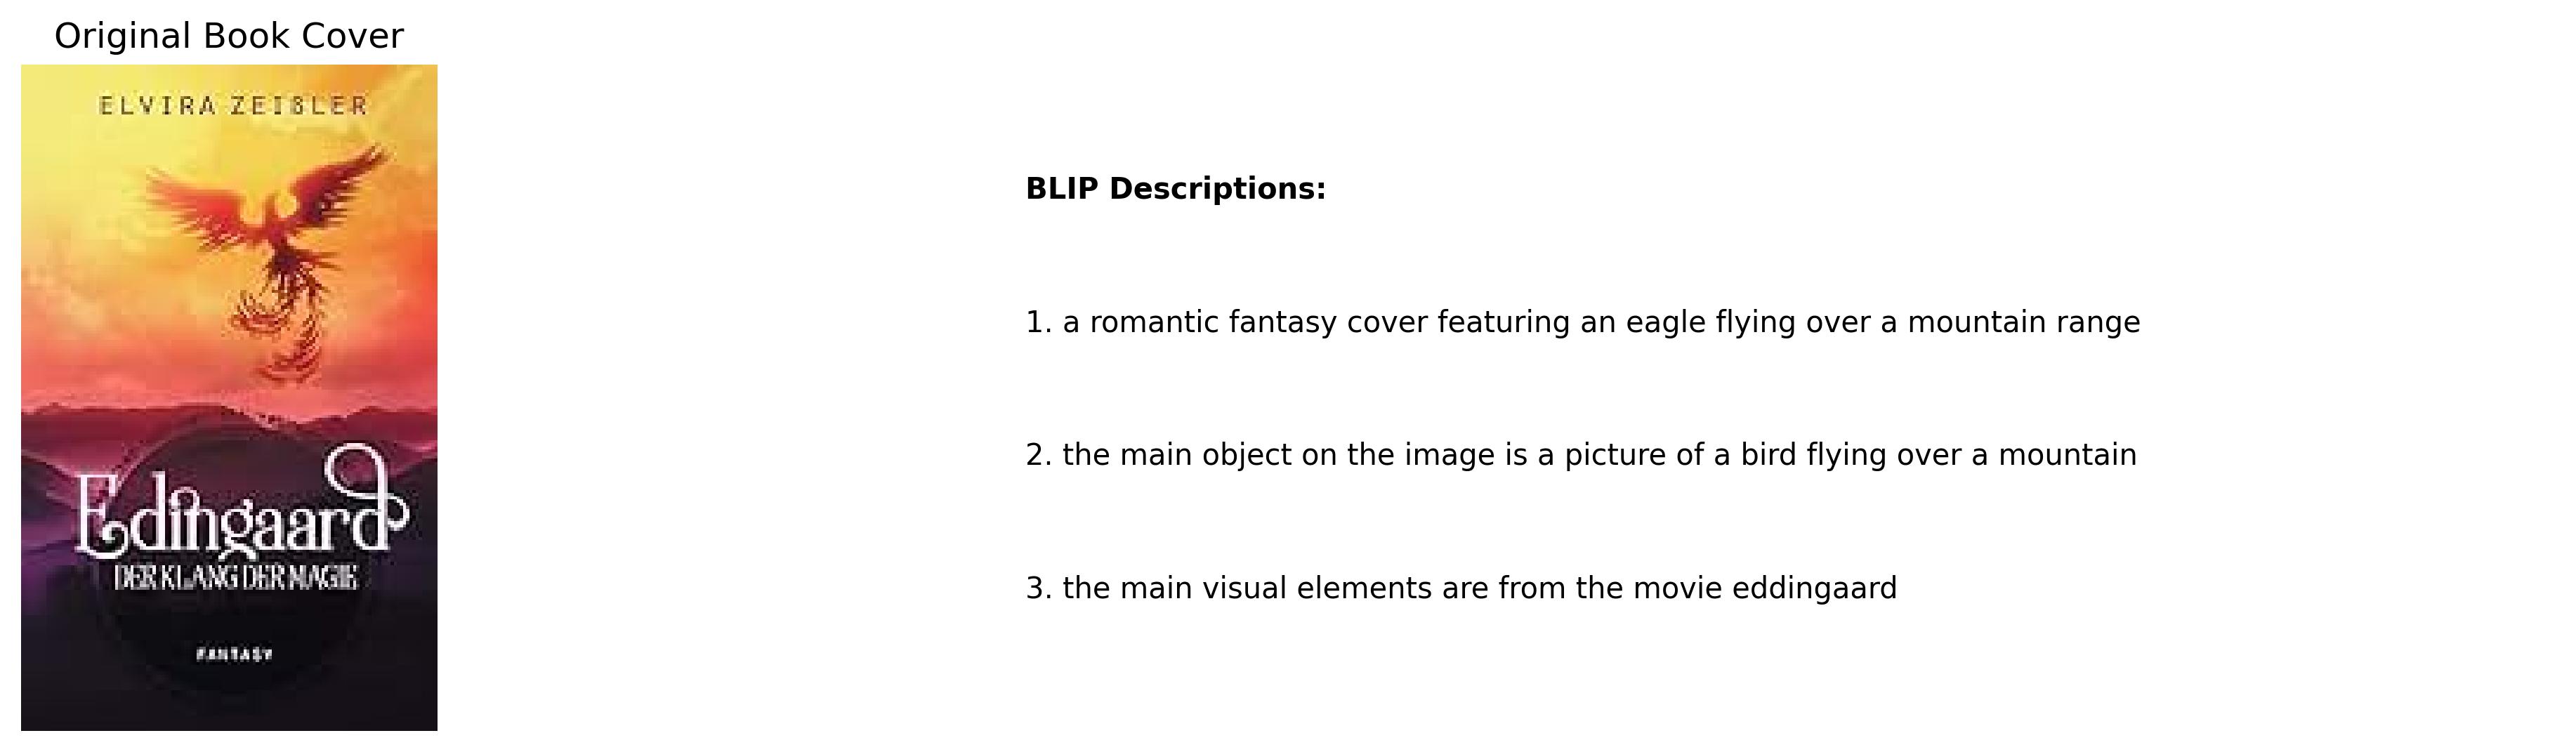 Original Book Cover
ELVIRA ZEIßLER
Edingaard
DER KLANG DER MAGIE
FANTASY
BLIP Descriptions:
1. a romantic fantasy cover featuring an eagle flying over a mountain range
2. the main object on the image is a picture of a bird flying over a mountain
3. the main visual elements are from the movie eddingaard